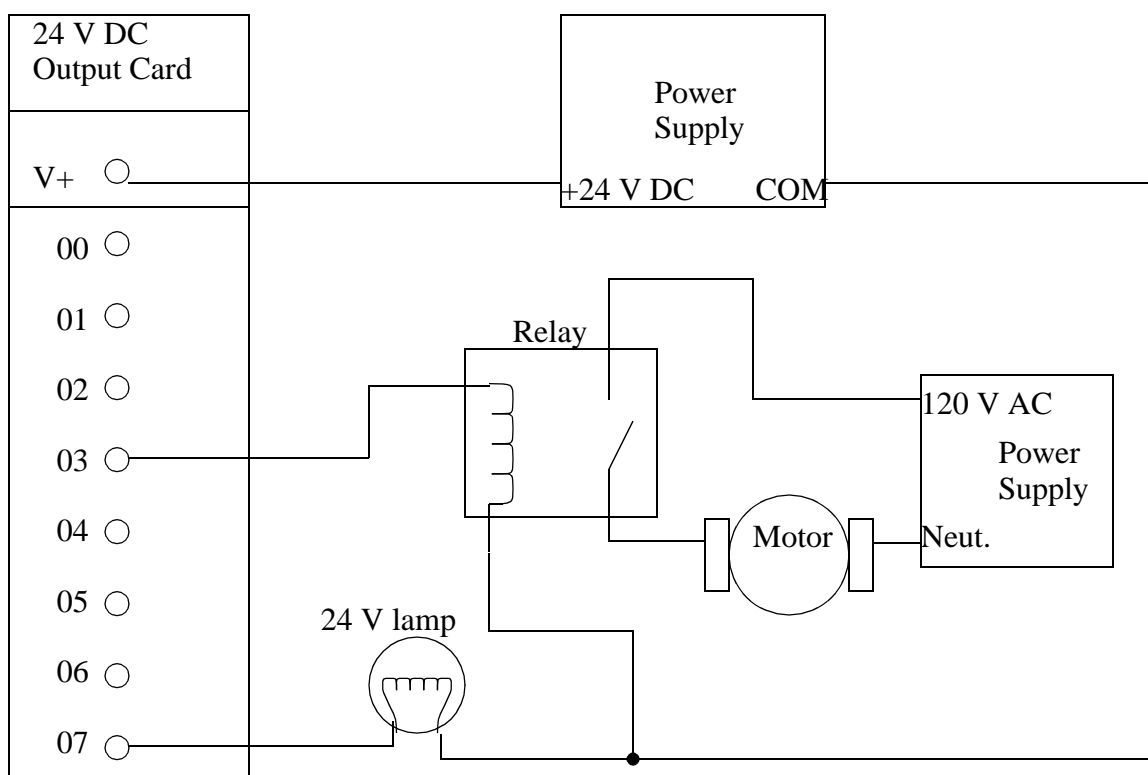 24 V DC
Output Card
V+
00
01
02
03
04
05
06
07
Power
Supply
+24 V DC
COM
Relay
120 V AC
Power
Supply
Neut.
Motor
24 V lamp